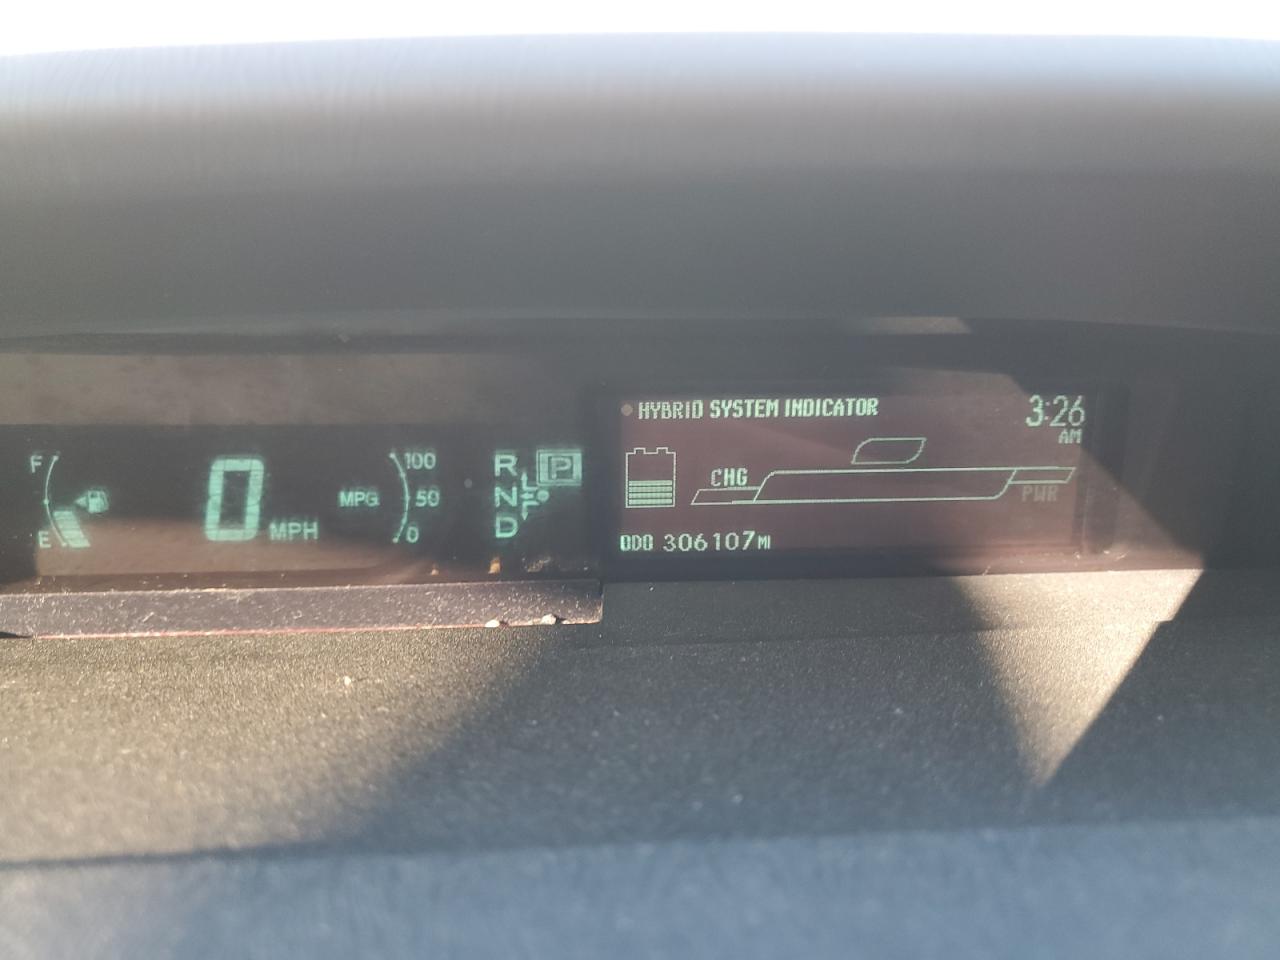 F
E
0 MPH
MPG
100
50
0
R
N
D
P
HYBRID SYSTEM INDICATOR
3:26
AM
CHG
PWR
ODO 306107 MI